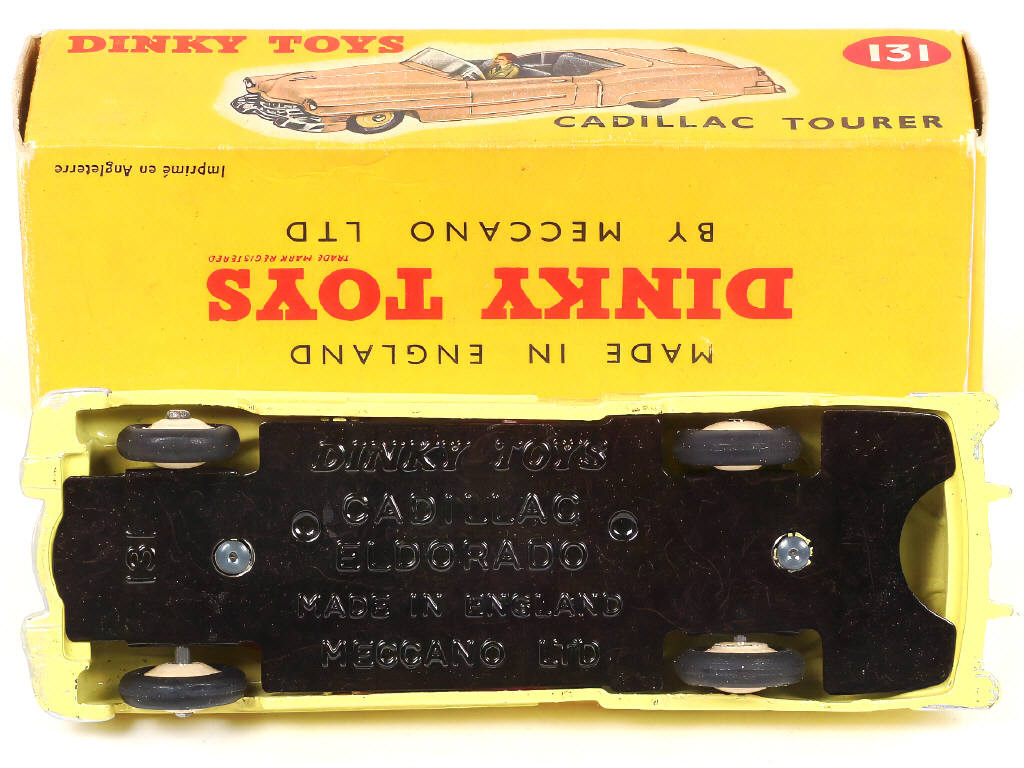 DINKY TOYS
131
CADILLAC TOURER
Imprimé en Angleterre
BY MECCANO LTD
TRADE MARK REGISTERED
DINKY TOYS
MADE IN ENGLAND
DINKY TOYS
CADILLAC
ELDORADO
MADE IN ENGLAND
MECCANO LTD
131